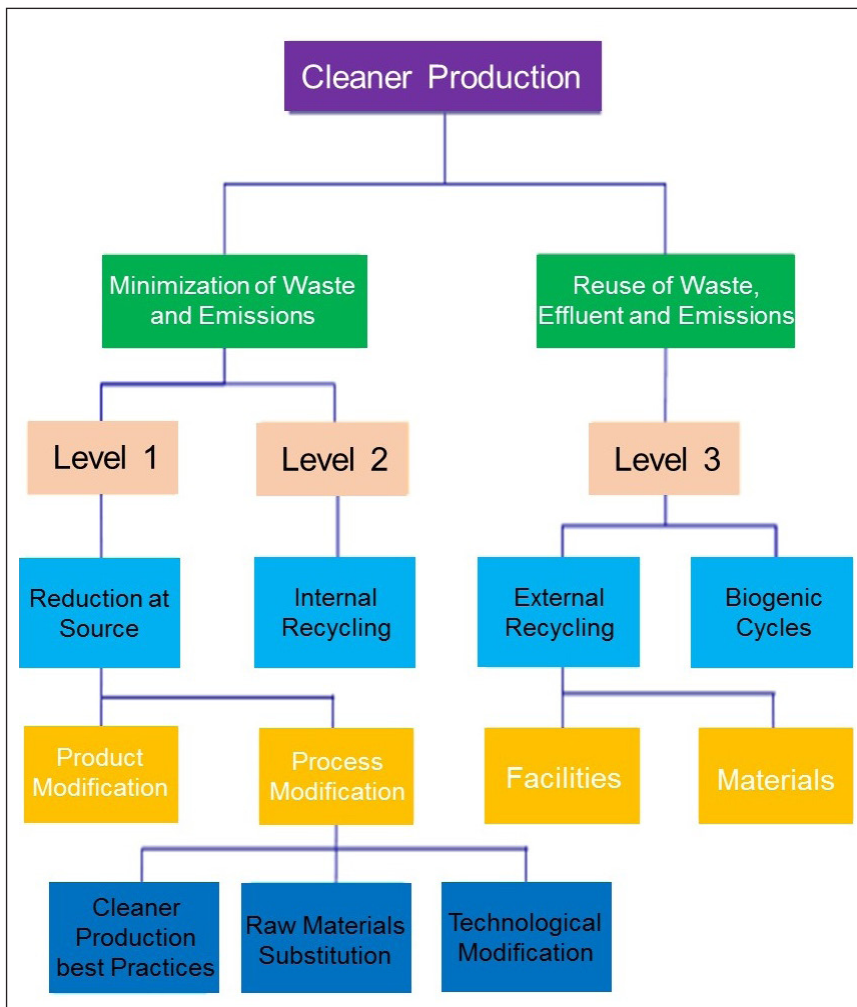 Cleaner Production
Minimization of Waste
and Emissions
Reuse of Waste,
Effluent and Emissions
Level 1
Level 2
Level 3
Reduction at
Source
Internal
Recycling
External
Recycling
Biogenic
Cycles
Product
Modification
Process
Modification
Facilities
Materials
Cleaner
Production
best Practices
Raw Materials
Substitution
Technological
Modification